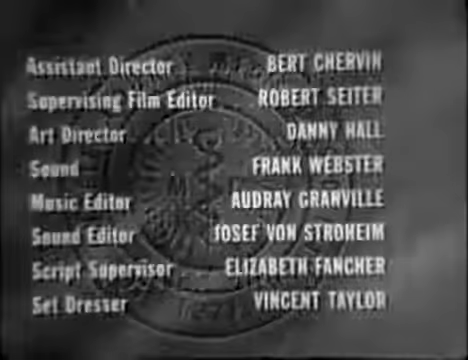 Assistant Director BERT CHERVIN
Supervising Film Editor ROBERT SEITER
Art Director DANNY HALL
Sound FRANK WEBSTER
Music Editor AUDRAY GRANVILLE
Sound Editor JOSEF VON STROHEIM
Script Supervisor ELIZABETH FANCHER
Set Dresser VINCENT TAYLOR